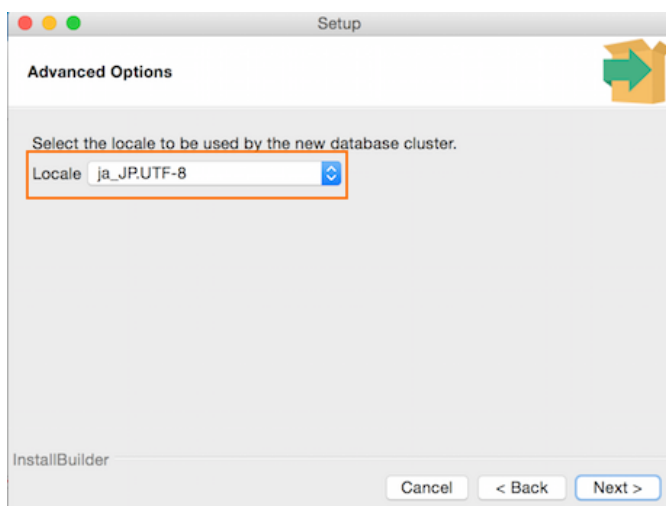 Setup
Advanced Options
Select the locale to be used by the new database cluster.
Locale ja_JP.UTF-8
InstallBuilder
Cancel < Back Next >